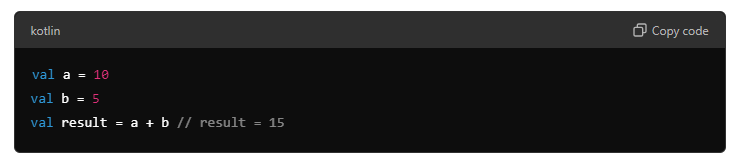 kotlin
Copy code
val a = 10
val b = 5
val result = a + b // result = 15